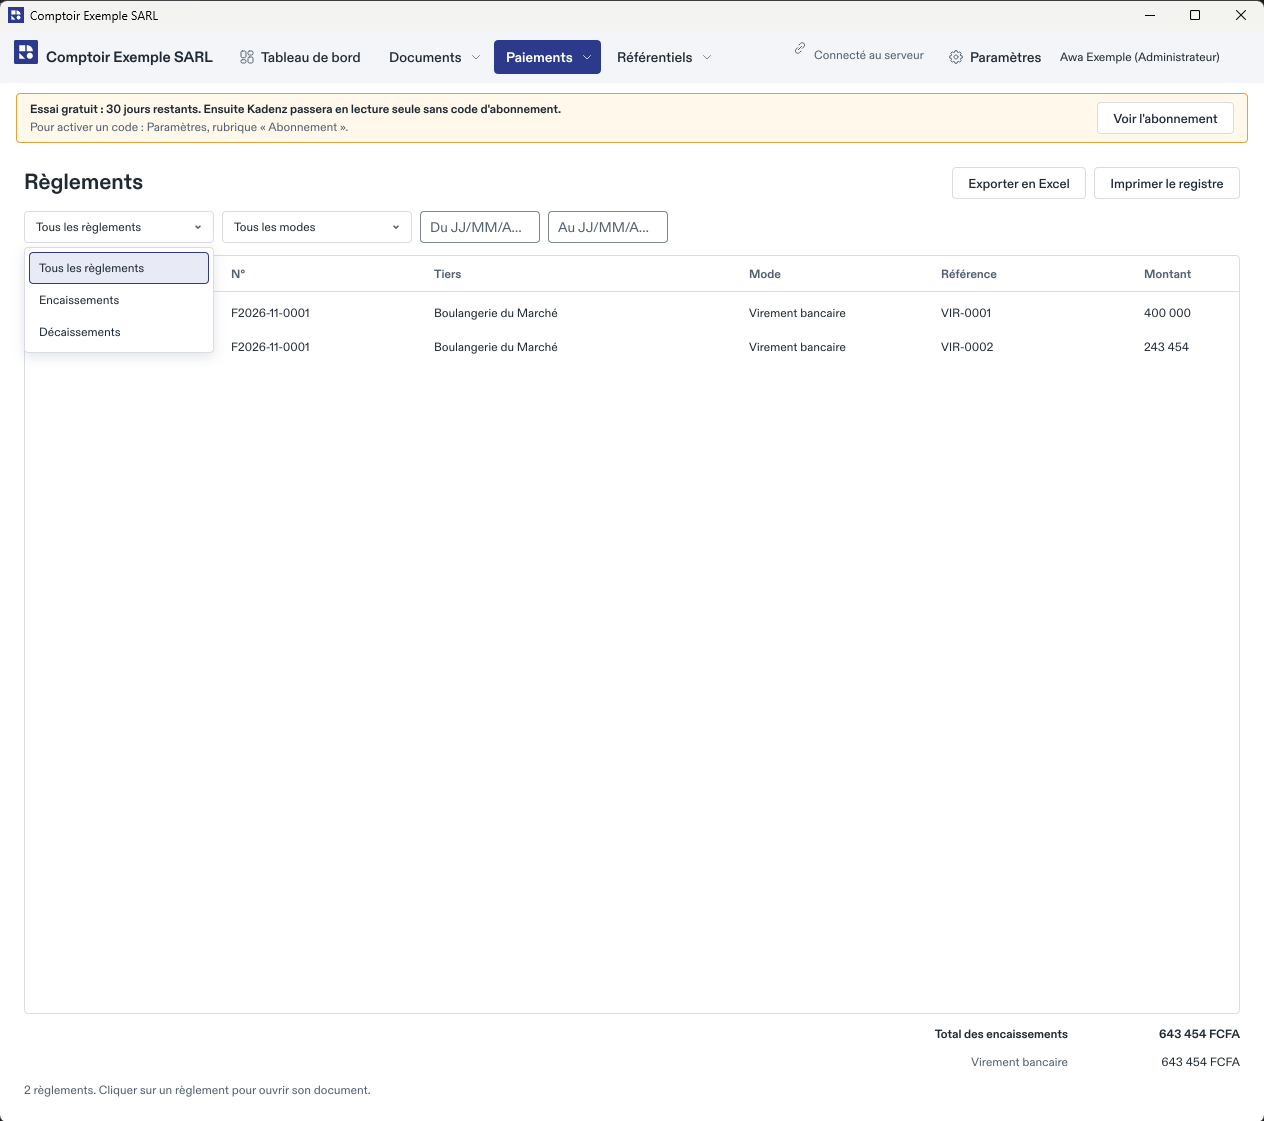 Comptoir Exemple SARL
Comptoir Exemple SARL
Tableau de bord
Documents
Paiements
Référentiels
Connecté au serveur
Paramètres
Awa Exemple (Administrateur)
Essai gratuit : 30 jours restants. Ensuite Kadenz passera en lecture seule sans code d'abonnement.
Pour activer un code : Paramètres, rubrique « Abonnement ».
Voir l'abonnement
Règlements
Exporter en Excel
Imprimer le registre
Tous les règlements
Tous les modes
Du JJ/MM/A...
Au JJ/MM/A...
Tous les règlements
Encaissements
Décaissements
N° Tiers Mode Référence Montant
F2026-11-0001 Boulangerie du Marché Virement bancaire VIR-0001 400 000
F2026-11-0001 Boulangerie du Marché Virement bancaire VIR-0002 243 454
Total des encaissements 643 454 FCFA
Virement bancaire 643 454 FCFA
2 règlements. Cliquer sur un règlement pour ouvrir son document.